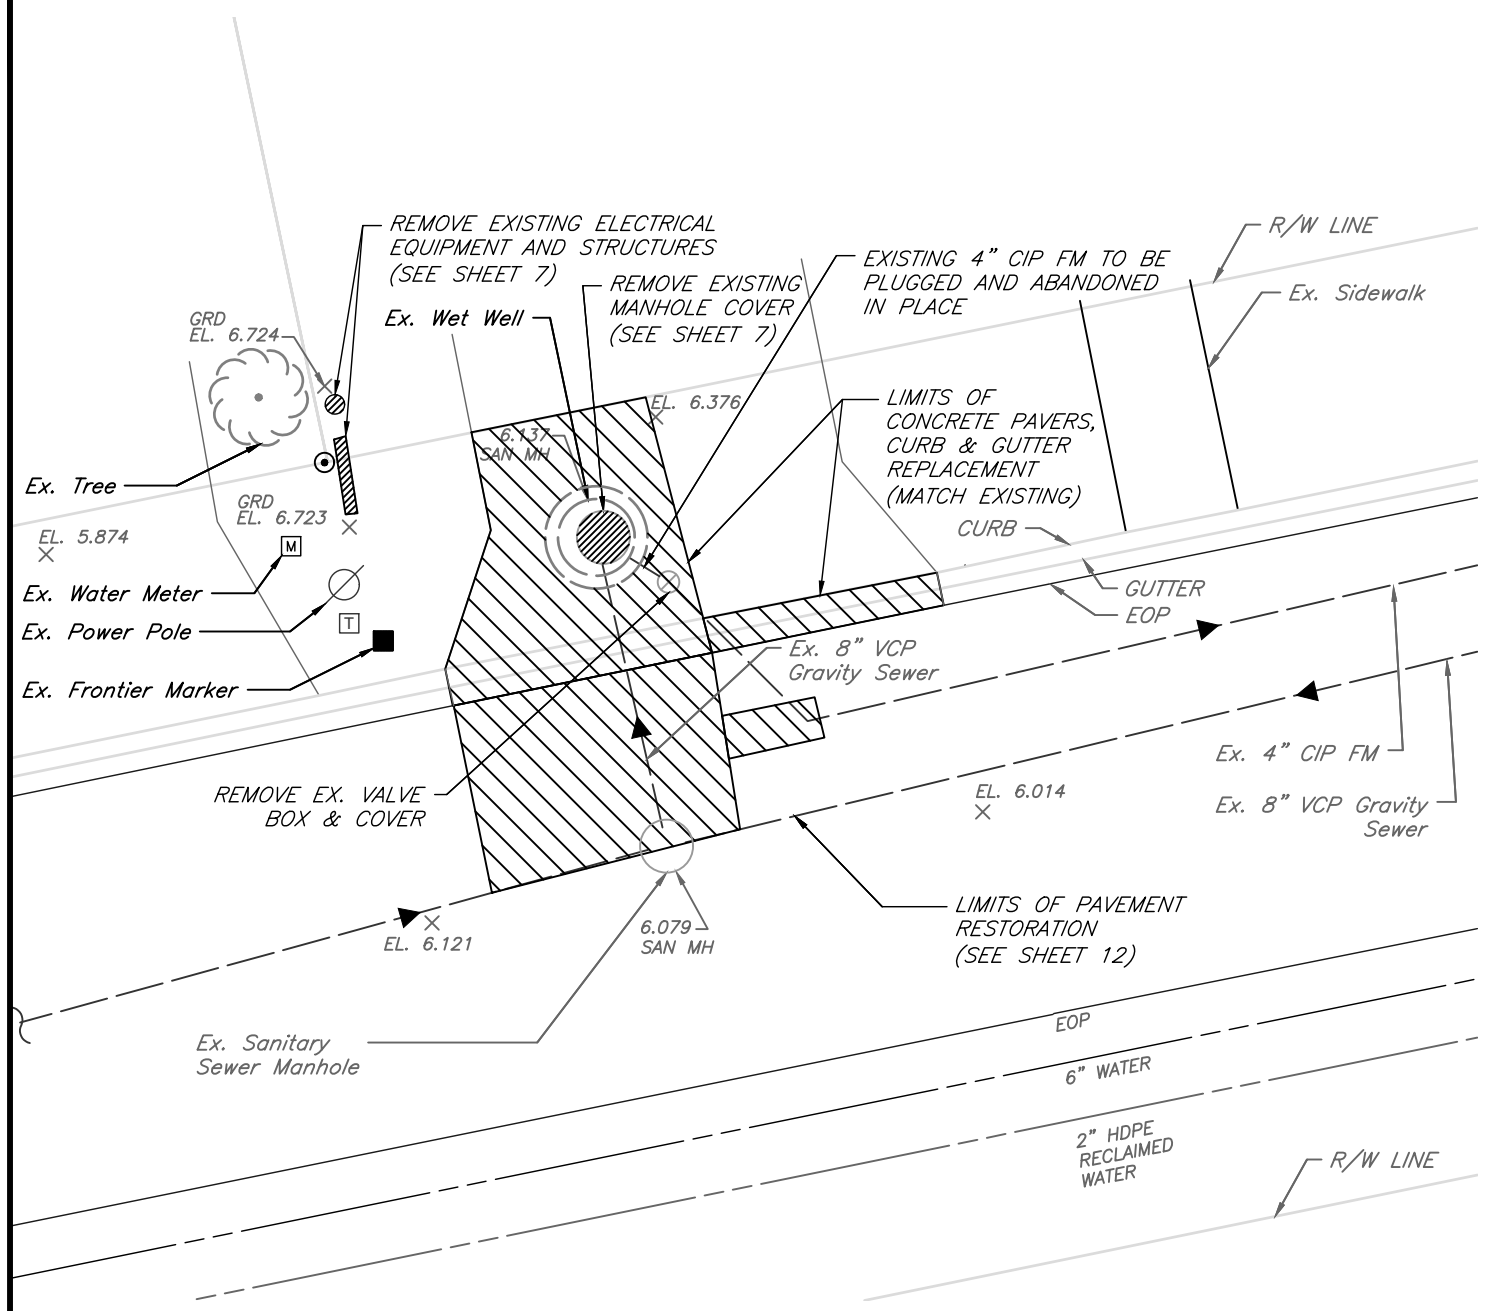 REMOVE EXISTING ELECTRICAL
EQUIPMENT AND STRUCTURES
(SEE SHEET 7)
R/W LINE
EXISTING 4" CIP FM TO BE
PLUGGED AND ABANDONED
IN PLACE
REMOVE EXISTING
MANHOLE COVER
(SEE SHEET 7)
Ex. Sidewalk
GRD
EL. 6.724
Ex. Wet Well
EL. 6.376
LIMITS OF
CONCRETE PAVERS,
CURB & GUTTER
REPLACEMENT
(MATCH EXISTING)
6.137
SAN MH
Ex. Tree
GRD
EL. 6.723
EL. 5.874
M
CURB
GUTTER
EOP
Ex. Water Meter
T
Ex. Power Pole
Ex. 8" VCP
Gravity Sewer
Ex. Frontier Marker
Ex. 4" CIP FM
REMOVE EX. VALVE
BOX & COVER
EL. 6.014
Ex. 8" VCP Gravity
Sewer
LIMITS OF PAVEMENT
RESTORATION
(SEE SHEET 12)
EL. 6.121
6.079
SAN MH
Ex. Sanitary
Sewer Manhole
EOP
6" WATER
2" HDPE
RECLAIMED
WATER
R/W LINE